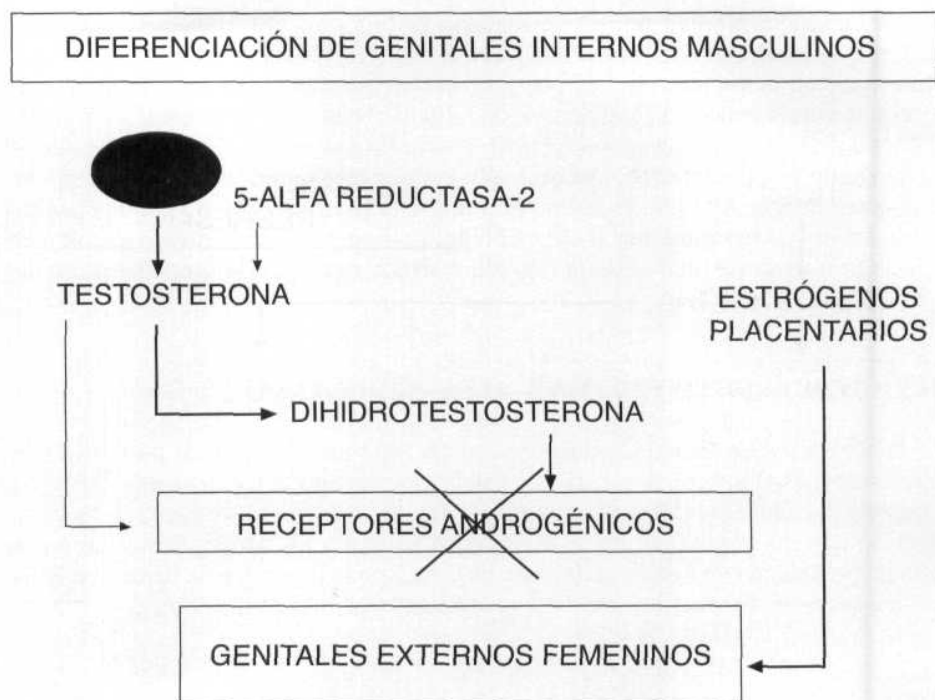 DIFERENCIACiÓN DE GENITALES INTERNOS MASCULINOS
5-ALFA REDUCTASA-2
TESTOSTERONA
ESTRÓGENOS
PLACENTARIOS
DIHIDROTESTOSTERONA
RECEPTORES ANDROGÉNICOS
GENITALES EXTERNOS FEMENINOS